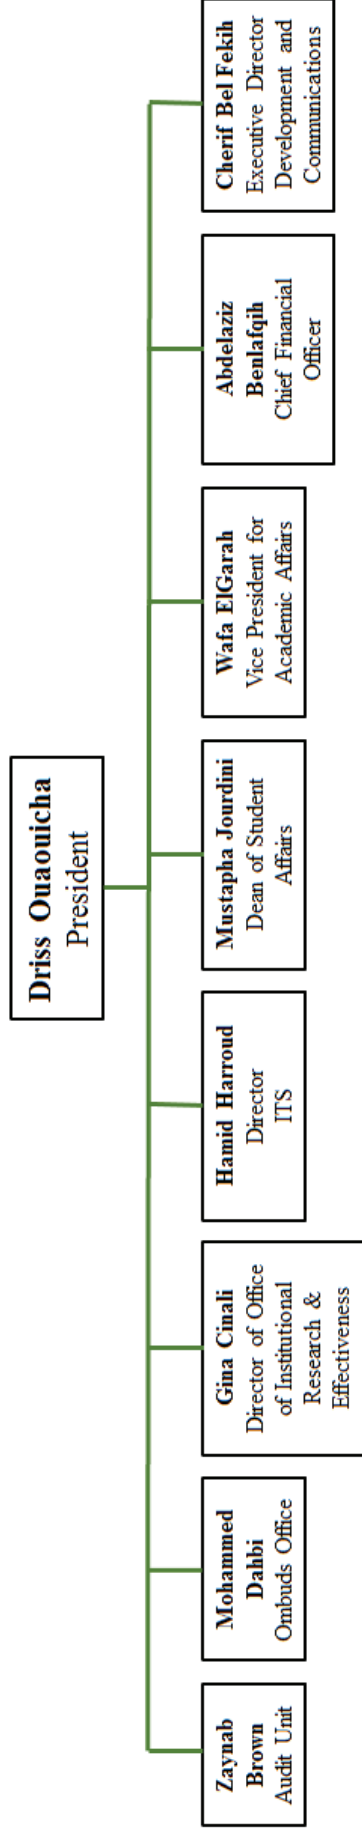 Driss Ouaouicha
President
Zaynab
Brown
Audit Unit
Mohammed
Dahbi
Ombuds Office
Gina Cinali
Director of Office
of Institutional
Research &
Effectiveness
Hamid Harroud
Director
ITS
Mustapha Jourdini
Dean of Student
Affairs
Wafa ElGarah
Vice President for
Academic Affairs
Abdelaziz
Benlafqih
Chief Financial
Officer
Cherif Bel Fekih
Executive Director
Development and
Communications